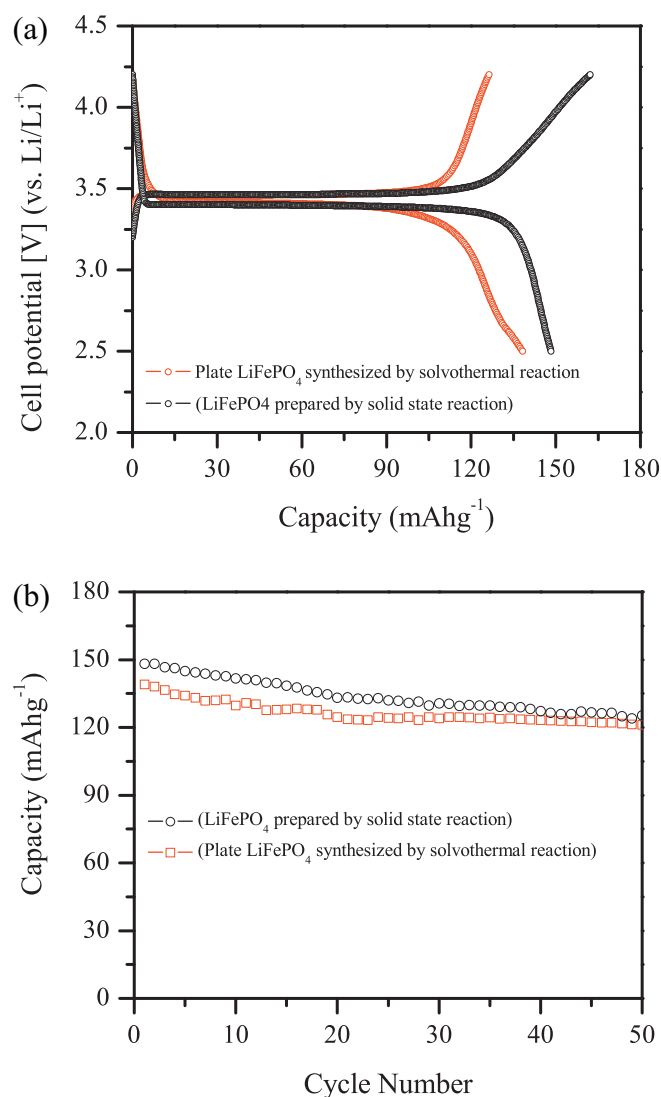 (a)
4.5
4.0
3.5
3.0
2.5
2.0
Cell potential [V] (vs. Li/Li⁺)
Plate LiFePO₄ synthesized by solvothermal reaction
(LiFePO4 prepared by solid state reaction)
0 30 60 90 120 150 180
Capacity (mAhg⁻¹)
(b)
180
150
120
90
60
30
0
Capacity (mAhg⁻¹)
(LiFePO₄ prepared by solid state reaction)
(Plate LiFePO₄ synthesized by solvothermal reaction)
0 10 20 30 40 50
Cycle Number